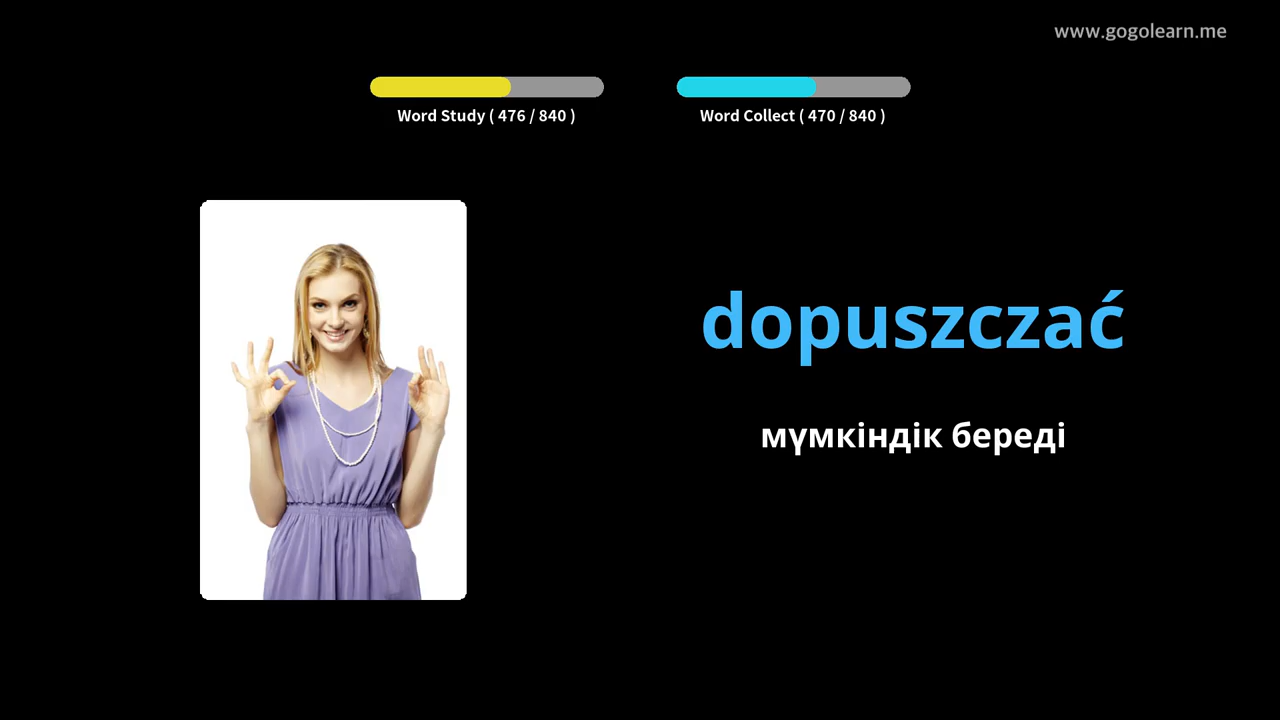 www.gogolearn.me
Word Study ( 476 / 840 )
Word Collect ( 470 / 840 )
dopuszczać
мүмкіндік береді